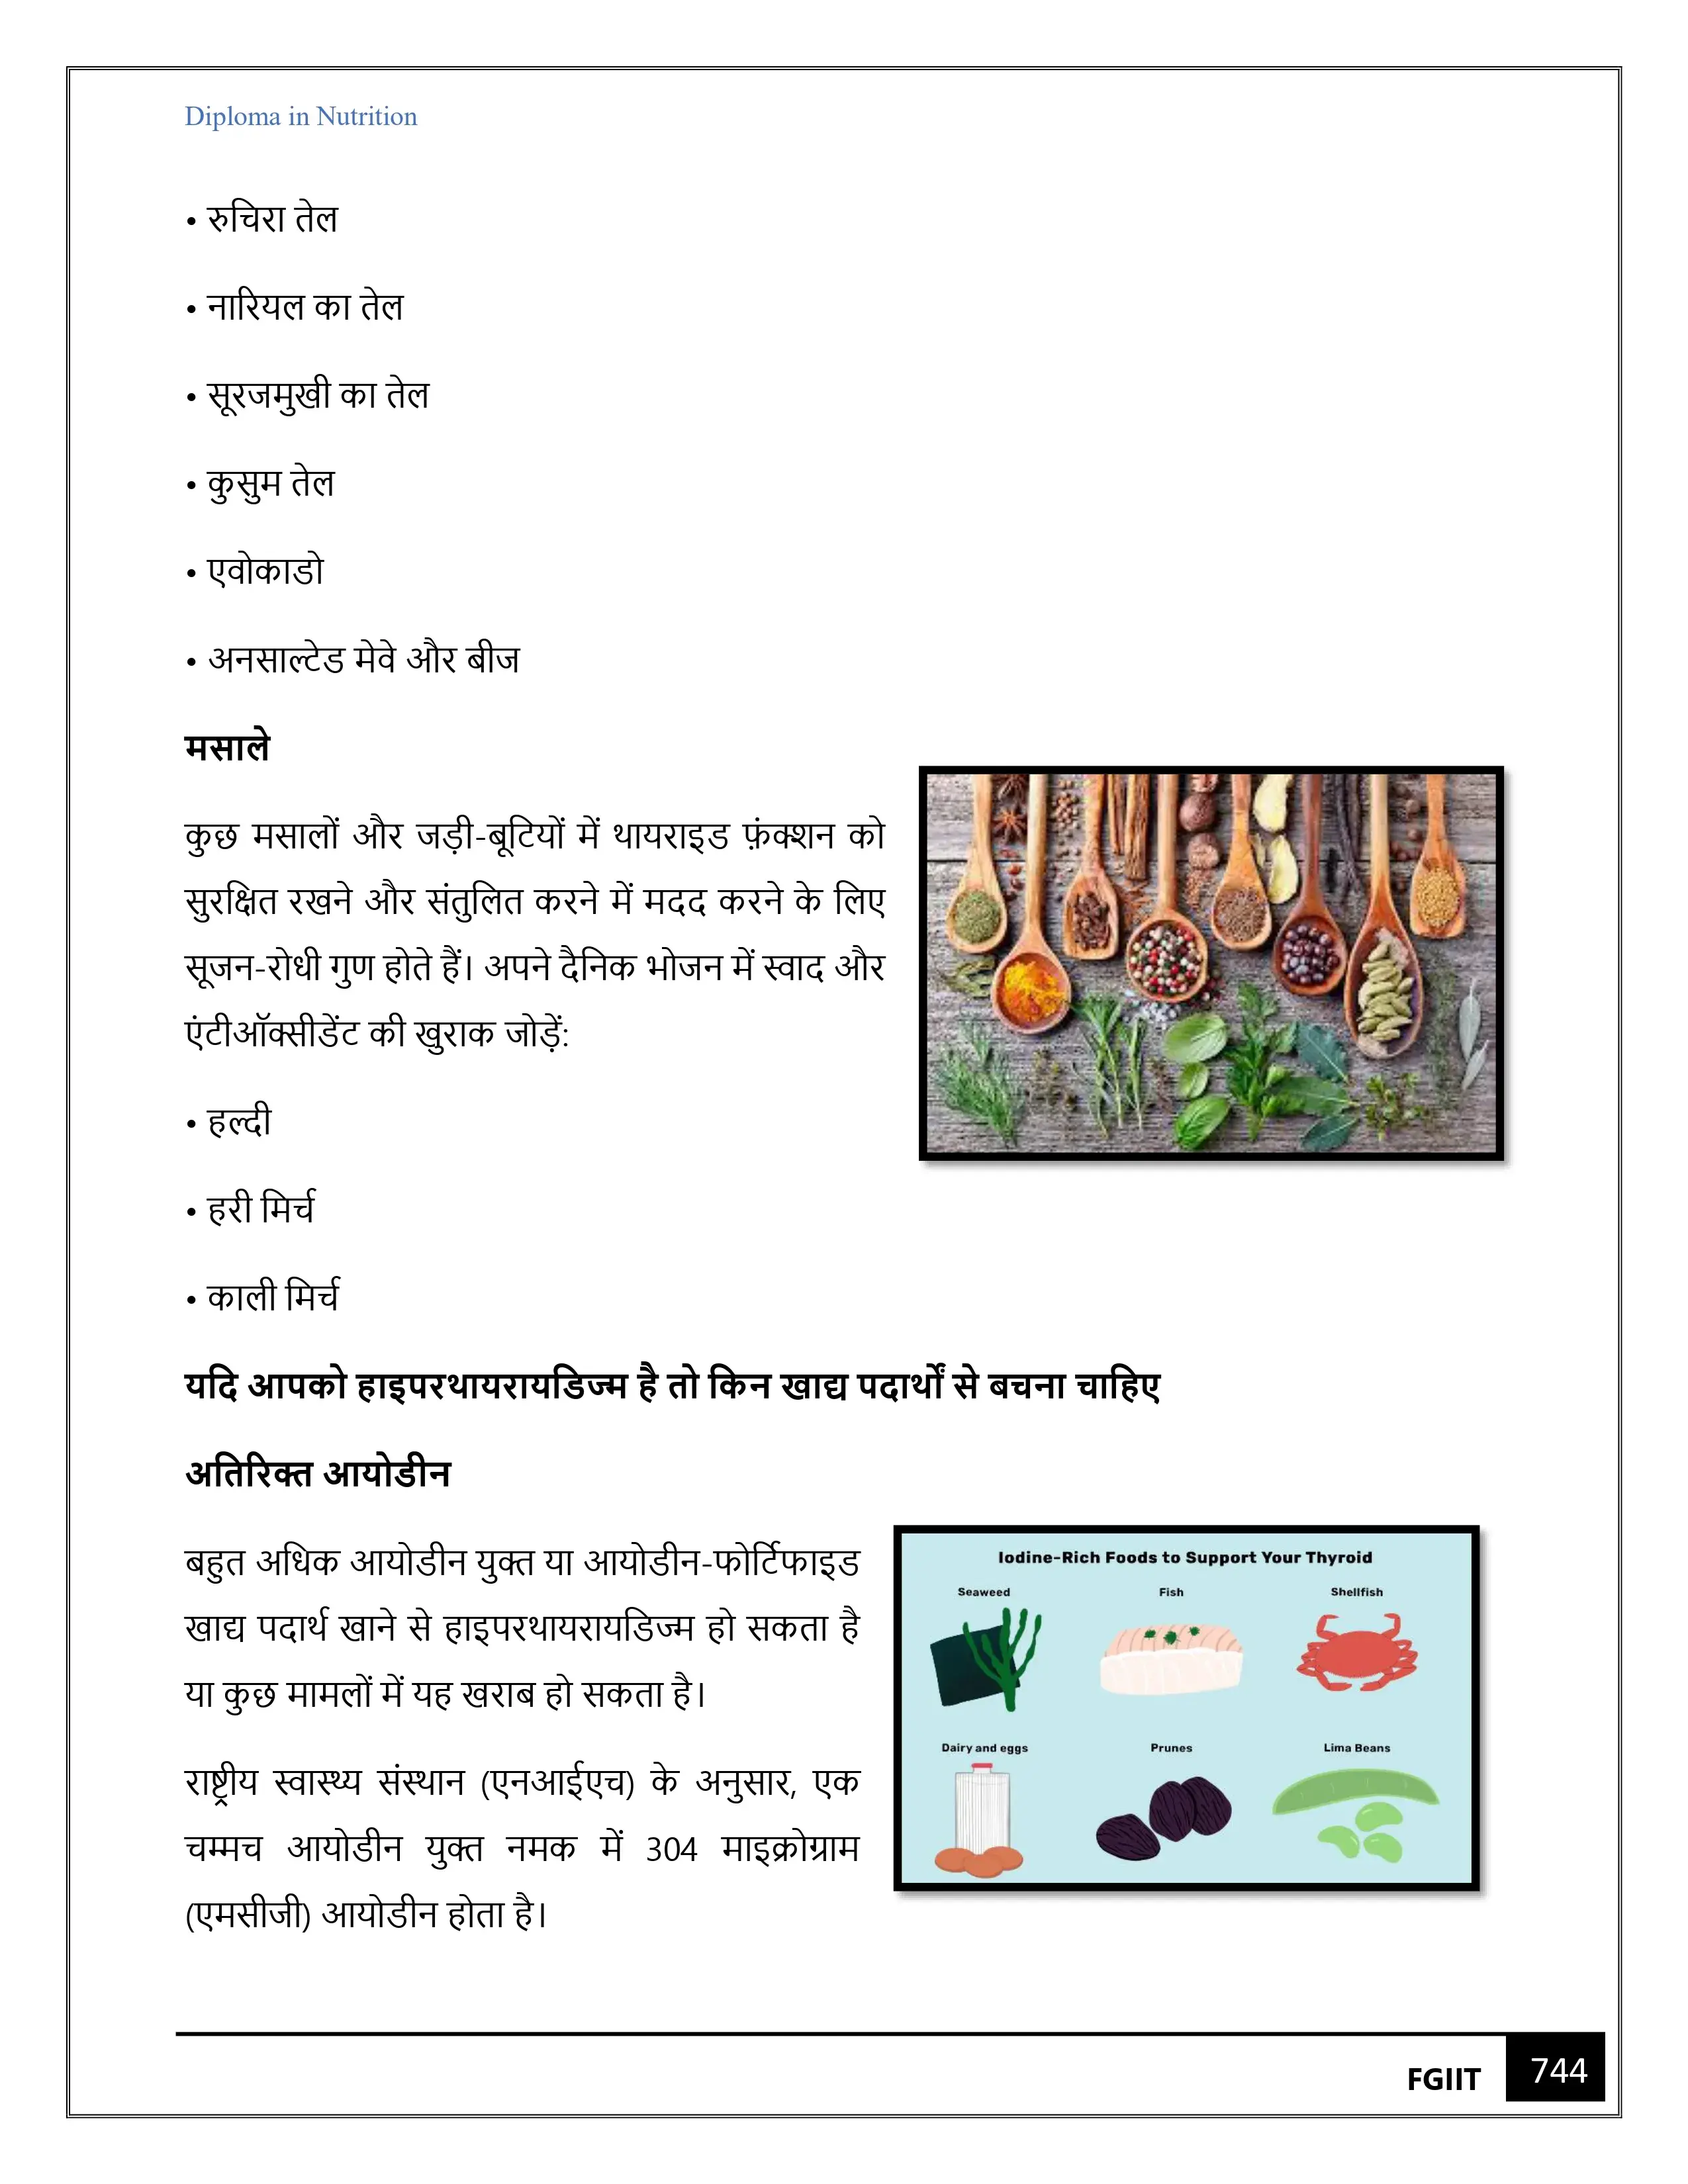 Diploma in Nutrition
• रुचिरा तेल
• नारियल का तेल
• सूरजमुखी का तेल
• कुसुम तेल
• एवोकाडो
• अनसाल्टेड मेवे और बीज
मसाले
कुछ मसालों और जड़ी-बूटियों में थायराइड फ़ंक्शन को
सुरक्षित रखने और संतुलित करने में मदद करने के लिए
सूजन-रोधी गुण होते हैं। अपने दैनिक भोजन में स्वाद और
एंटीऑक्सीडेंट की खुराक जोड़ें:
• हल्दी
• हरी मिर्च
• काली मिर्च
यदि आपको हाइपरथायरायडिज्म है तो किन खाद्य पदार्थों से बचना चाहिए
अतिरिक्त आयोडीन
बहुत अधिक आयोडीन युक्त या आयोडीन-फोर्टिफाइड
खाद्य पदार्थ खाने से हाइपरथायरायडिज्म हो सकता है
या कुछ मामलों में यह खराब हो सकता है।
राष्ट्रीय स्वास्थ्य संस्थान (एनआईएच) के अनुसार, एक
चम्मच आयोडीन युक्त नमक में 304 माइक्रोग्राम
(एमसीजी) आयोडीन होता है।
Iodine-Rich Foods to Support Your Thyroid
Seaweed Fish Shellfish
Dairy and eggs Prunes Lima Beans
FGIIT 744